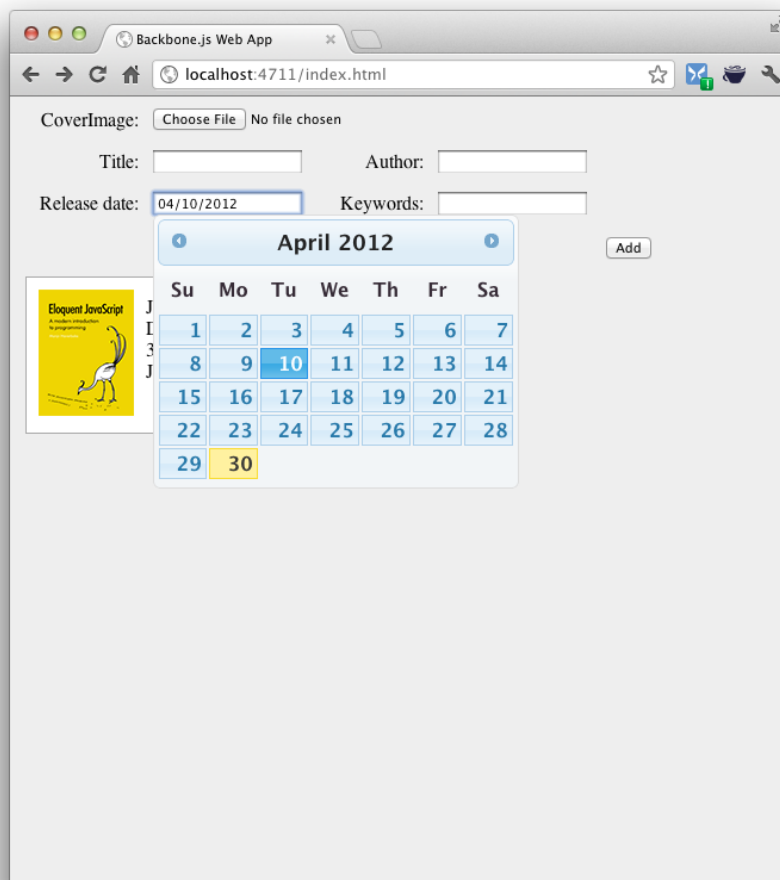 Backbone.js Web App
localhost:4711/index.html
CoverImage: Choose File No file chosen
Title: Author:
Release date: 04/10/2012 Keywords:
April 2012
Add
Su Mo Tu We Th Fr Sa
1 2 3 4 5 6 7
8 9 10 11 12 13 14
15 16 17 18 19 20 21
22 23 24 25 26 27 28
29 30
Eloquent JavaScript
A modern introduction
to programming
J
D
3
J